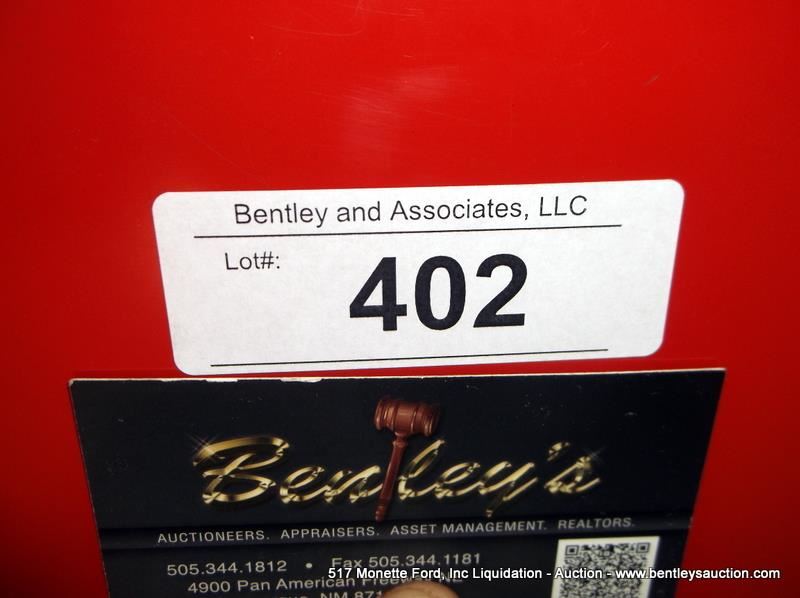 Bentley and Associates, LLC
Lot#:
402
Bentley's
AUCTIONEERS. APPRAISERS. ASSET MANAGEMENT. REALTORS.
505.344.1812 • Fax 505.344.1181
4900 Pan American
NM
517 Monette Ford, Inc Liquidation - Auction - www.bentleysauction.com